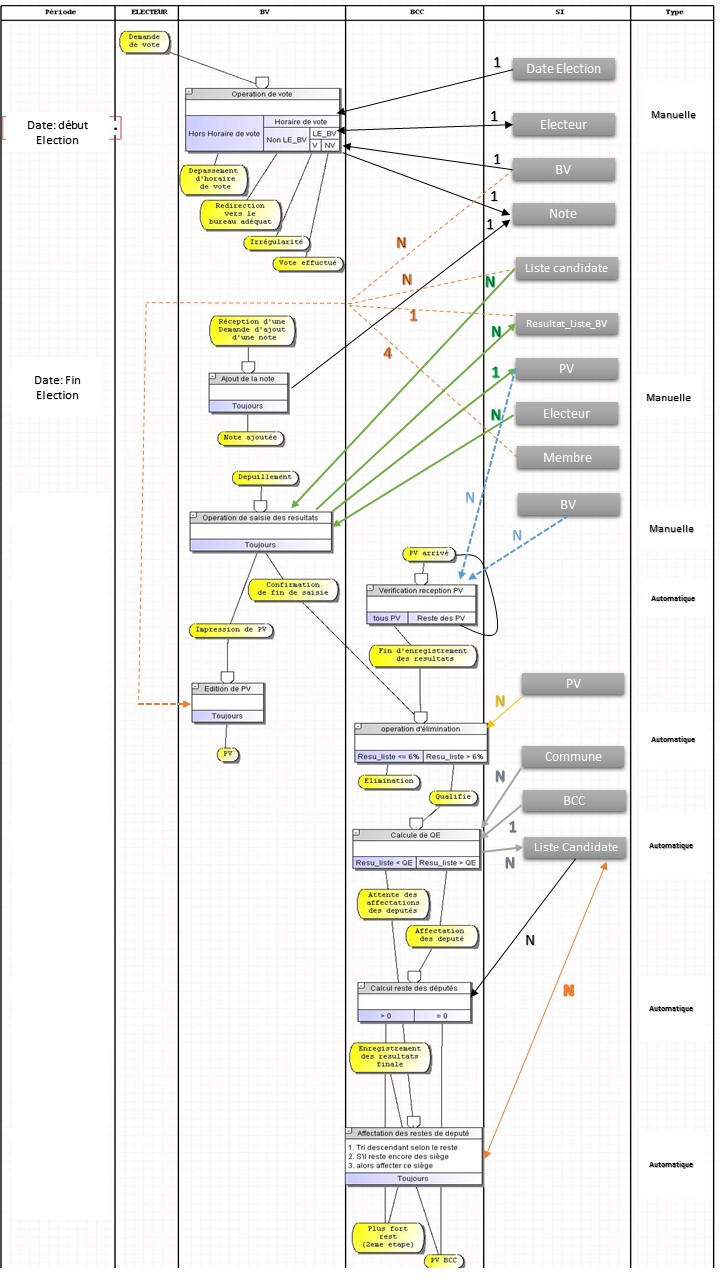 Période
ELECTEUR
BV
BCC
SI
Type
Demande
de vote
1
Date Election
Operation de vote
Hors Horaire de vote
Horaire de vote
Non LE_BV
LE_BV
V
NV
Date: début
Election
:
Manuelle
1
Electeur
1
BV
1
Note
1
Depassement
d'horaire
de vote
Redirection
vers le
bureau adéquat
Irrégularité
Vote effuctué
N
N
1
4
N
Liste candidate
N
Resultat_Liste_BV
1
PV
N
Electeur
Membre
Réception d'une
Demande d'ajout
d'une note
Ajout de la note
Toujours
Note ajoutée
Date: Fin
Election
Manuelle
Depuillement
Operation de saisie des resultats
Toujours
N
BV
N
Manuelle
PV arrivé
Verification reception PV
tous PV
Reste des PV
Automatique
Confirmation
de fin de saisie
Impression de PV
Fin d'enregistrement
des resultats
Edition de PV
Toujours
PV
N
PV
operation d'élimination
Resu_liste <= 6%
Resu_liste > 6%
Automatique
Elimination
Qualifie
N
Commune
1
BCC
N
Liste Candidate
Calcule de QE
Resu_liste < QE
Resu_liste > QE
Automatique
Attente des
affectations
des deputés
Affectation
des deputé
N
Calcul reste des députés
> 0
= 0
N
Automatique
Enregistrement
des resultats
finale
Affectation des restes de deputé
1. Tri descendant selon le reste
2. S'il reste encore des siège
3. alors affecter ce siège
Toujours
Automatique
Plus fort
rest
(2eme etape)
PV BCC